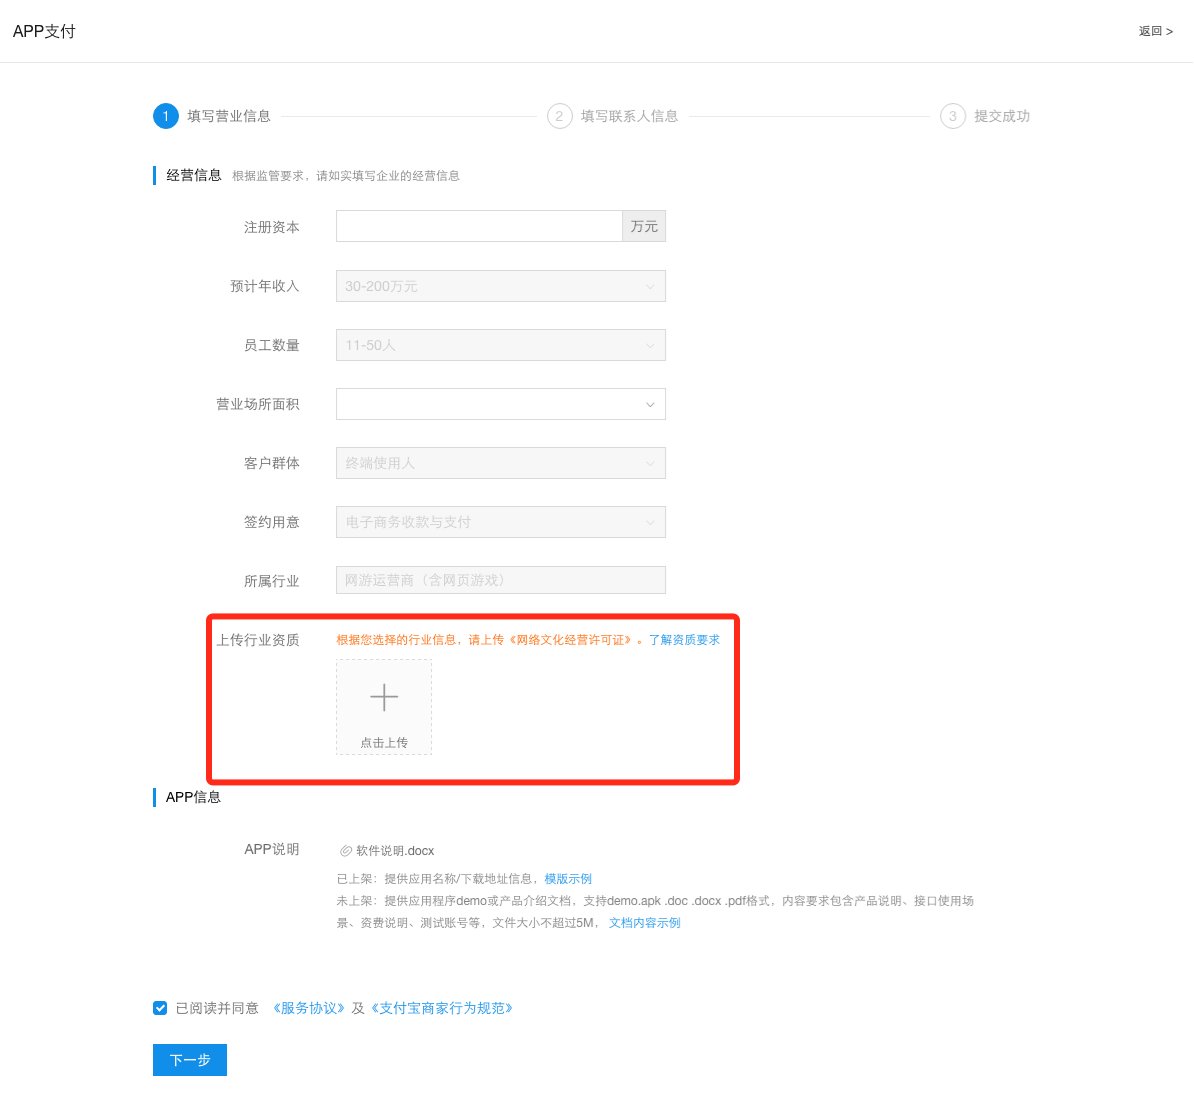 APP支付
返回 >
1 填写营业信息
2 填写联系人信息
3 提交成功
经营信息 根据监管要求，请如实填写企业的经营信息
注册资本 万元
预计年收入 30-200万元
员工数量 11-50人
营业场所面积
客户群体 终端使用人
签约用意 电子商务收款与支付
所属行业 网游运营商（含网页游戏）
上传行业资质 根据您选择的行业信息，请上传《网络文化经营许可证》。了解资质要求
点击上传
APP信息
APP说明 软件说明.docx
已上架：提供应用名称/下载地址信息，模版示例
未上架：提供应用程序demo或产品介绍文档，支持demo.apk .doc .docx .pdf格式，内容要求包含产品说明、接口使用场
景、资费说明、测试账号等，文件大小不超过5M， 文档内容示例
已阅读并同意 《服务协议》及《支付宝商家行为规范》
下一步